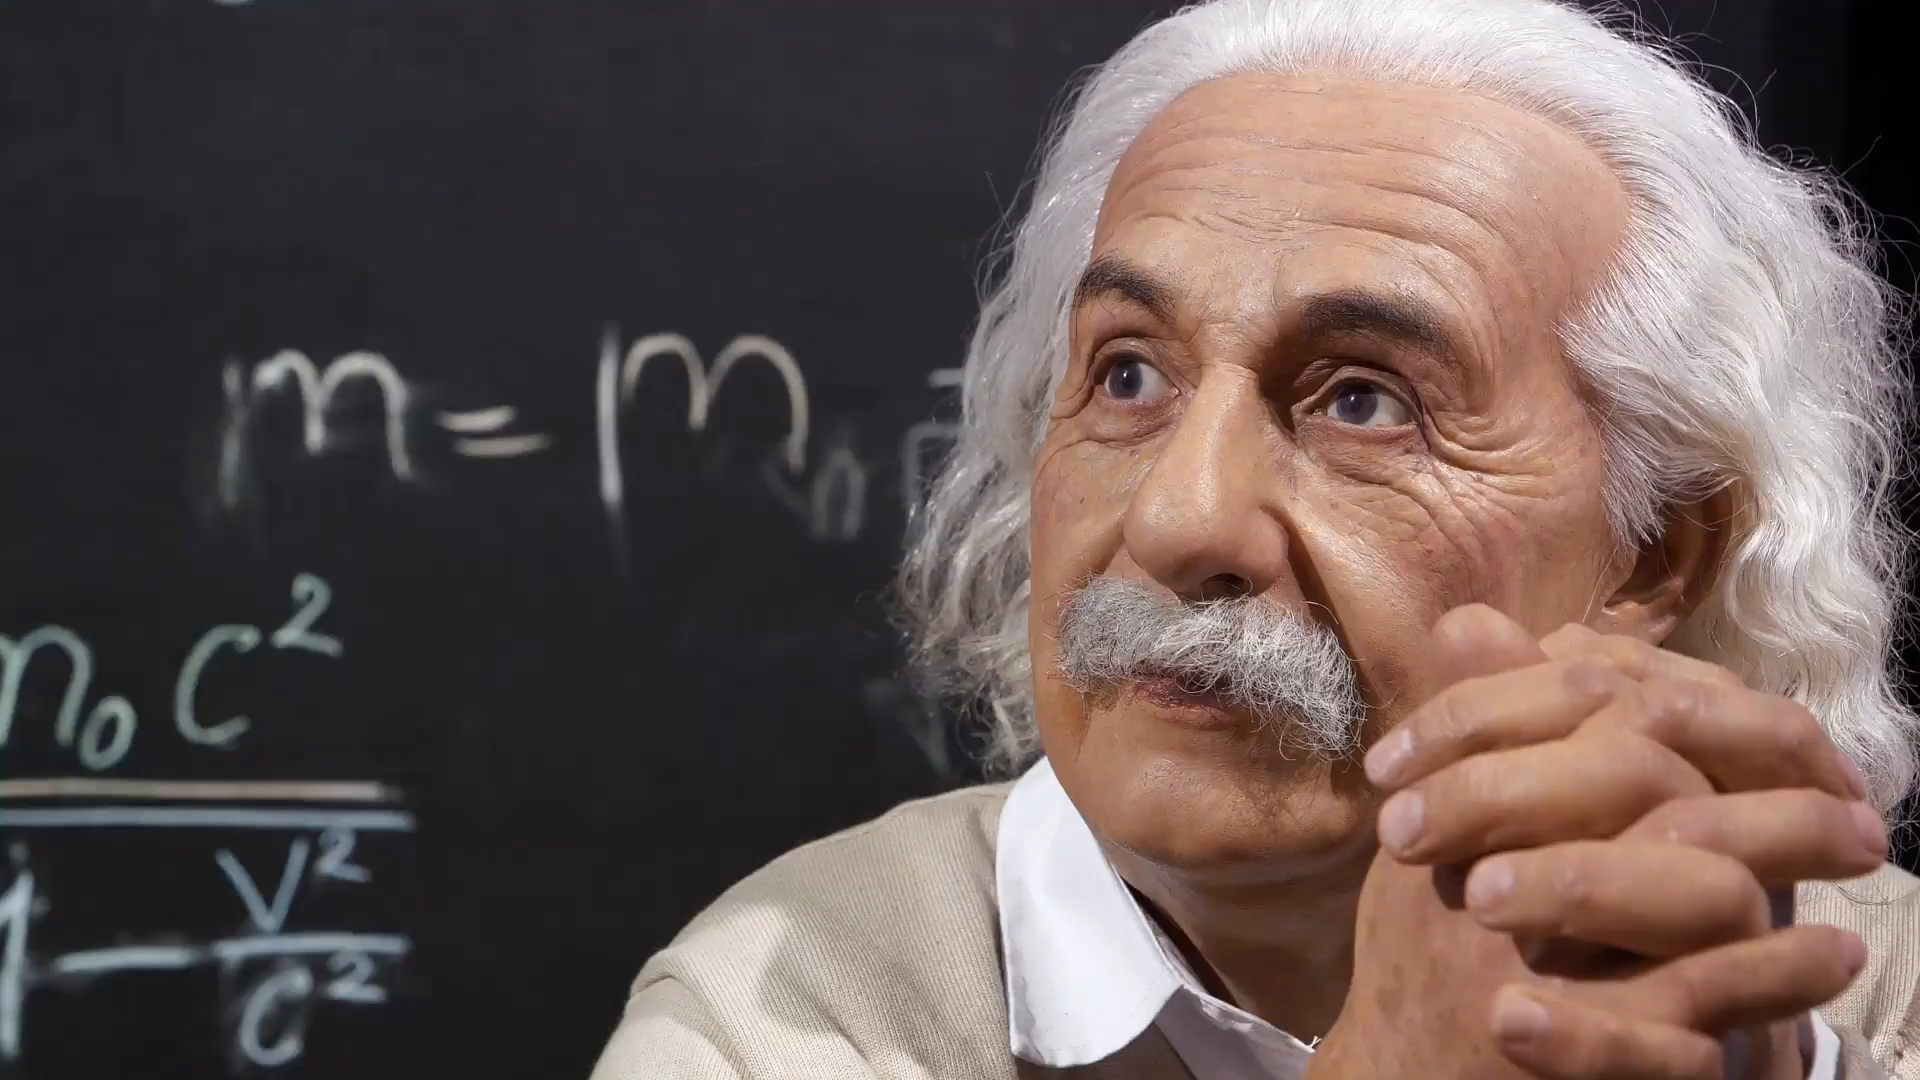 m = m₀
m₀c²
1 - v²/c²